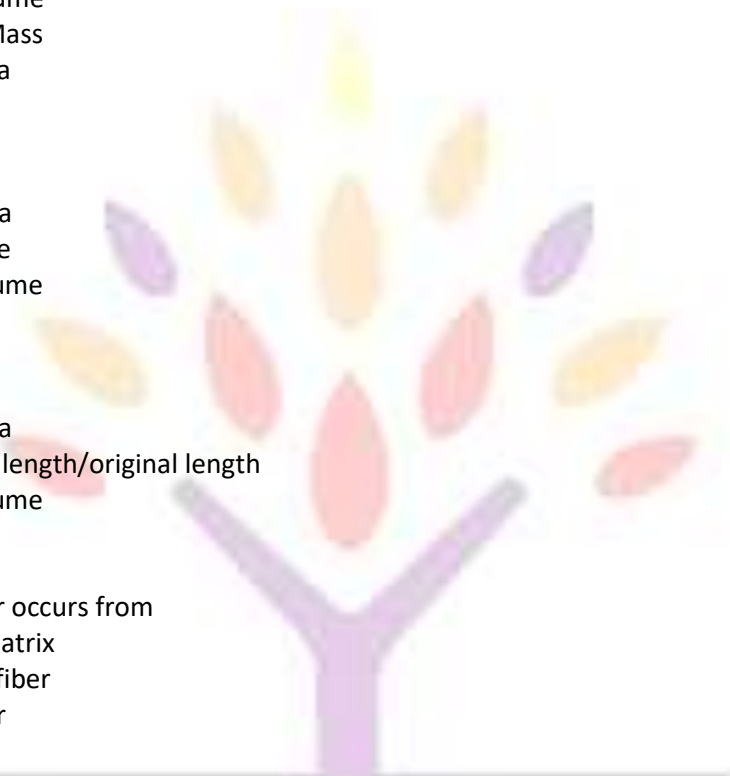 ume
Mass
a
a
e
ume
a
length/original length
ume
r occurs from
atrix
fiber
r